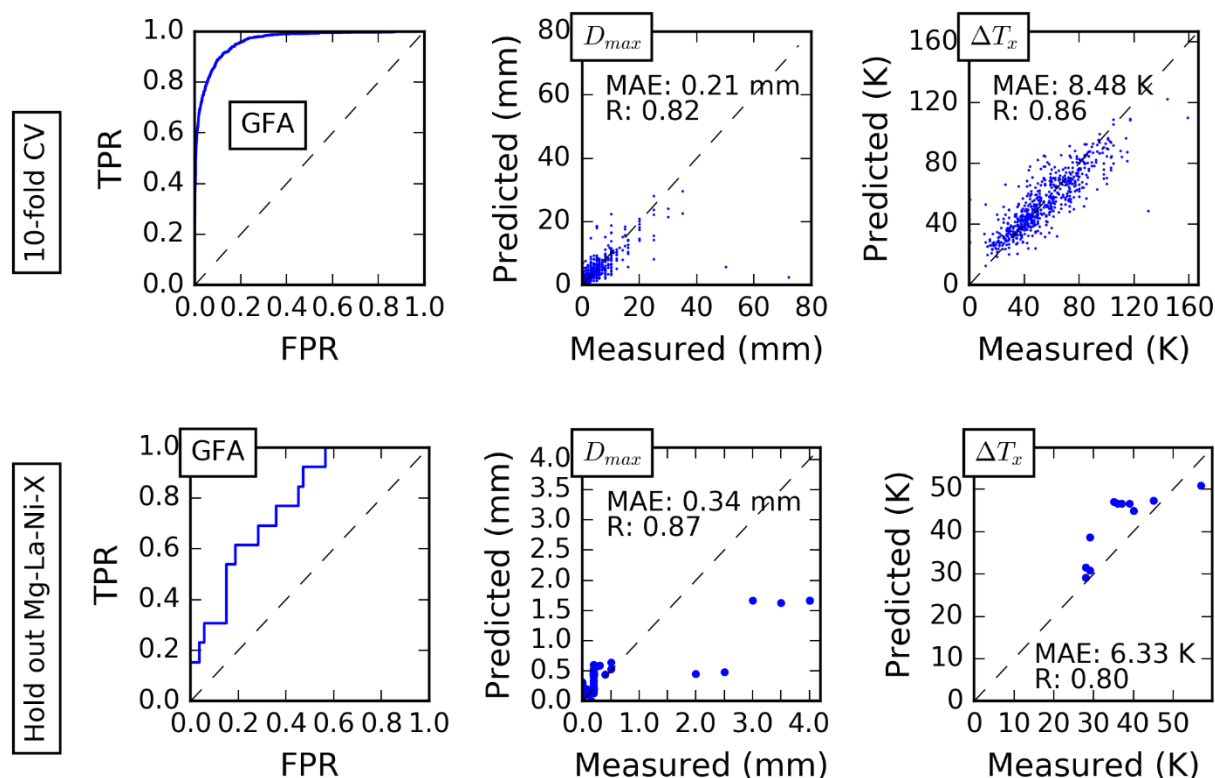 10-fold CV
1.0
0.8
0.6
0.4
0.2
0.0
TPR
GFA
0.0 0.2 0.4 0.6 0.8 1.0
FPR
80
60
40
20
0
Predicted (mm)
D_max
MAE: 0.21 mm
R: 0.82
0 20 40 60 80
Measured (mm)
160
120
80
40
0
Predicted (K)
ΔT_x
MAE: 8.48 K
R: 0.86
0 40 80 120 160
Measured (K)
Hold out Mg-La-Ni-X
1.0
0.8
0.6
0.4
0.2
0.0
TPR
GFA
0.0 0.2 0.4 0.6 0.8 1.0
FPR
4.0
3.5
3.0
2.5
2.0
1.5
1.0
0.5
0.0
Predicted (mm)
D_max
MAE: 0.34 mm
R: 0.87
0.0 1.0 2.0 3.0 4.0
Measured (mm)
50
40
30
20
10
0
Predicted (K)
ΔT_x
MAE: 6.33 K
R: 0.80
0 10 20 30 40 50
Measured (K)